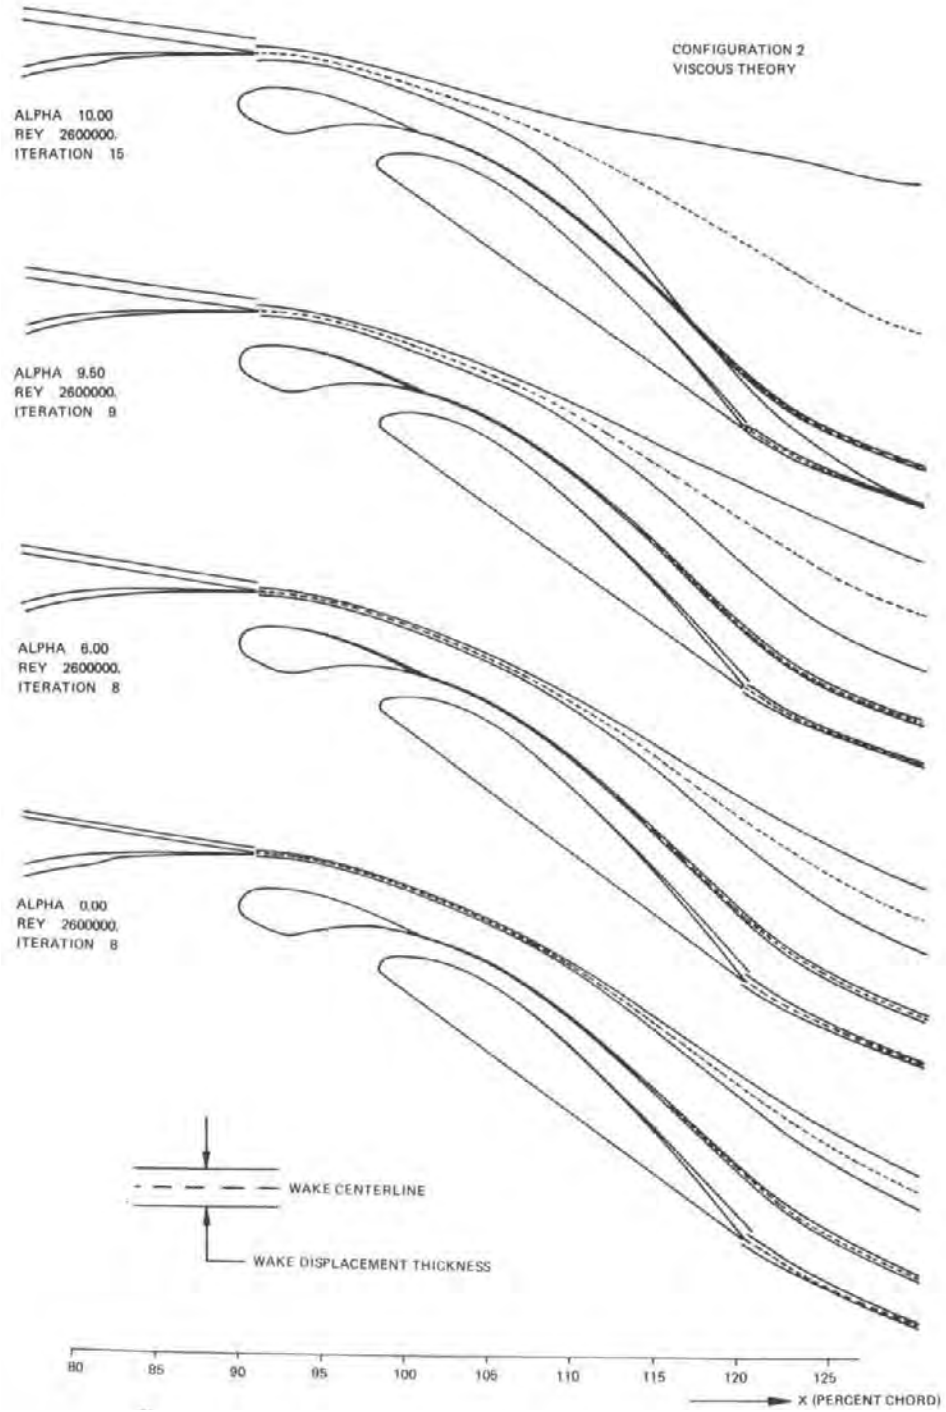 CONFIGURATION 2
VISCOUS THEORY
ALPHA 10.00
REY 2600000.
ITERATION 15
ALPHA 9.50
REY 2600000.
ITERATION 9
ALPHA 6.00
REY 2600000.
ITERATION 8
ALPHA 0.00
REY 2600000.
ITERATION 8
WAKE CENTERLINE
WAKE DISPLACEMENT THICKNESS
80 85 90 95 100 105 110 115 120 125
X (PERCENT CHORD)